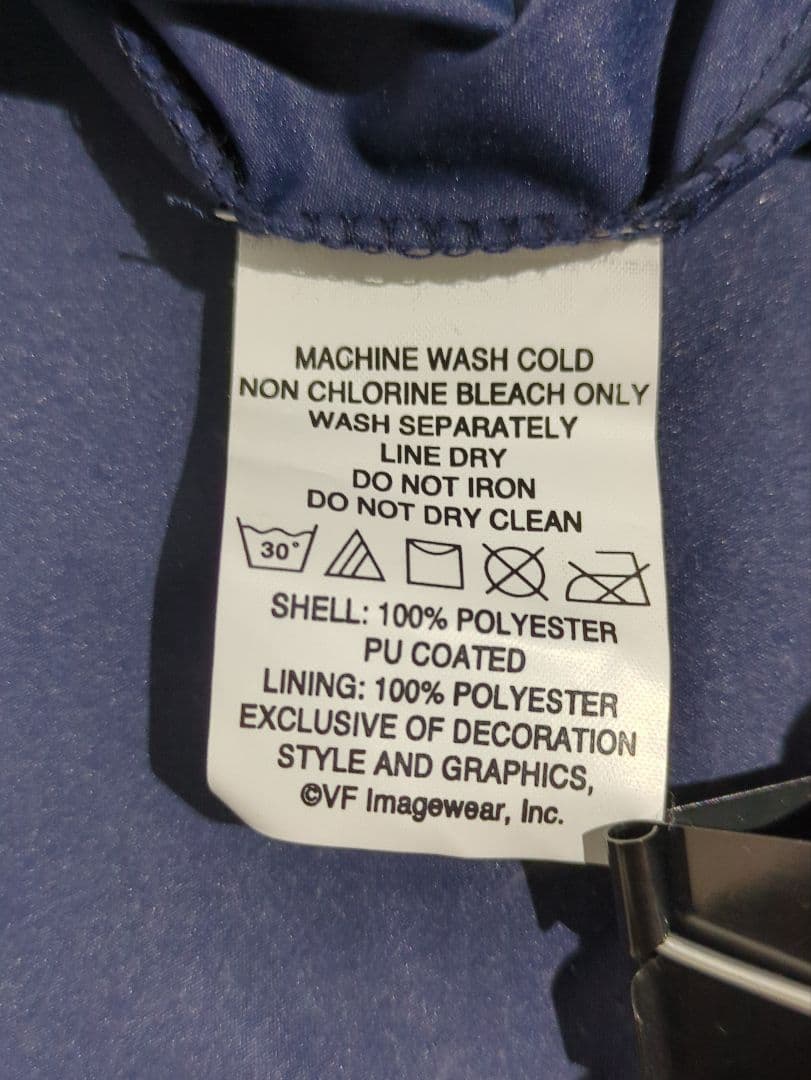 MACHINE WASH COLD
NON CHLORINE BLEACH ONLY
WASH SEPARATELY
LINE DRY
DO NOT IRON
DO NOT DRY CLEAN
30°
SHELL: 100% POLYESTER
PU COATED
LINING: 100% POLYESTER
EXCLUSIVE OF DECORATION
STYLE AND GRAPHICS,
©VF Imagewear, Inc.